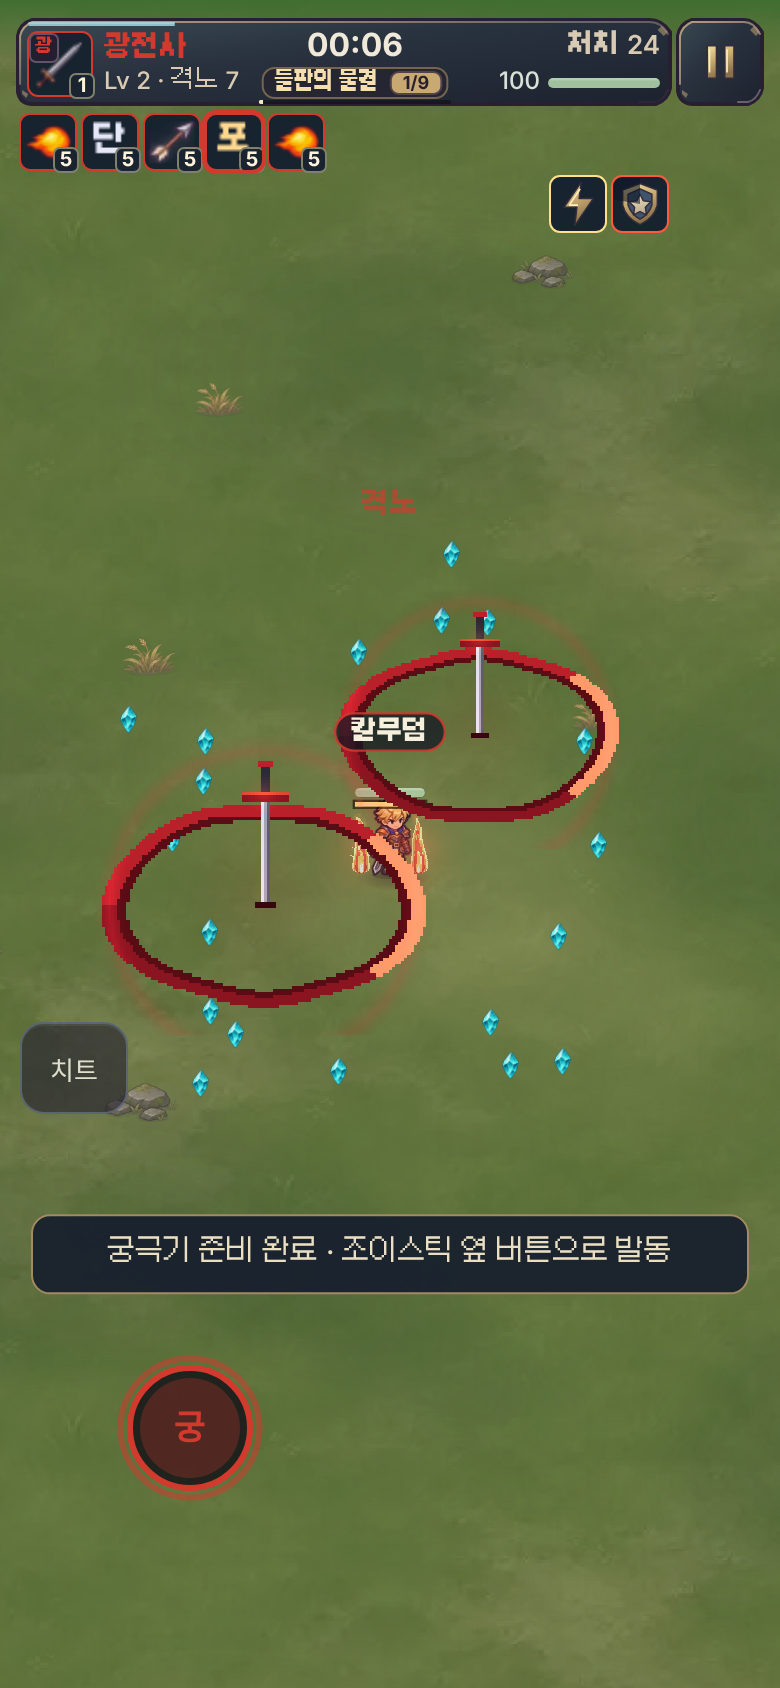 광
광전사
00:06
처치 24
1
Lv 2 · 격노 7
들판의 물결
1/9
100
5
단
5
5
포
5
5
격노
칼무덤
치트
궁극기 준비 완료 · 조이스틱 옆 버튼으로 발동
궁